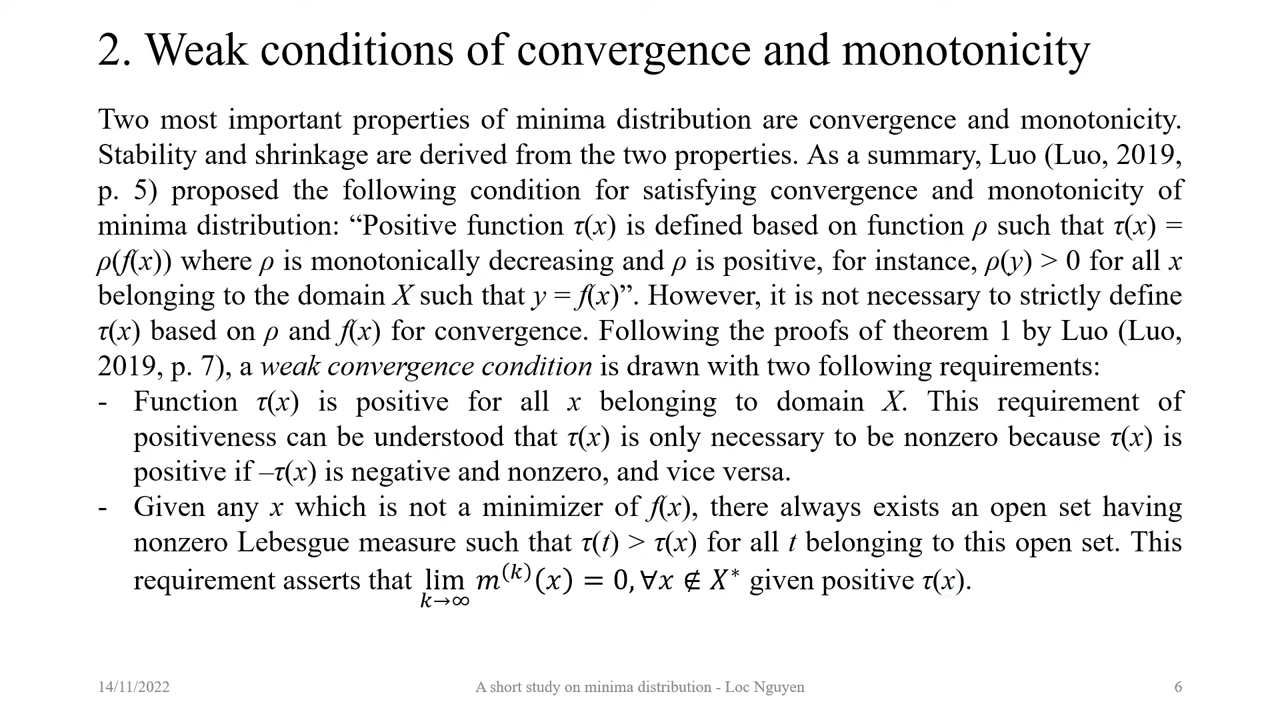 2. Weak conditions of convergence and monotonicity
Two most important properties of minima distribution are convergence and monotonicity.
Stability and shrinkage are derived from the two properties. As a summary, Luo (Luo, 2019,
p. 5) proposed the following condition for satisfying convergence and monotonicity of
minima distribution: “Positive function τ(x) is defined based on function ρ such that τ(x) =
ρ(f(x)) where ρ is monotonically decreasing and ρ is positive, for instance, ρ(y) > 0 for all x
belonging to the domain X such that y = f(x)”. However, it is not necessary to strictly define
τ(x) based on ρ and f(x) for convergence. Following the proofs of theorem 1 by Luo (Luo,
2019, p. 7), a weak convergence condition is drawn with two following requirements:
- Function τ(x) is positive for all x belonging to domain X. This requirement of
positiveness can be understood that τ(x) is only necessary to be nonzero because τ(x) is
positive if –τ(x) is negative and nonzero, and vice versa.
- Given any x which is not a minimizer of f(x), there always exists an open set having
nonzero Lebesgue measure such that τ(t) > τ(x) for all t belonging to this open set. This
requirement asserts that lim k→∞ m^(k)(x) = 0, ∀x ∉ X* given positive τ(x).
14/11/2022
A short study on minima distribution - Loc Nguyen
6